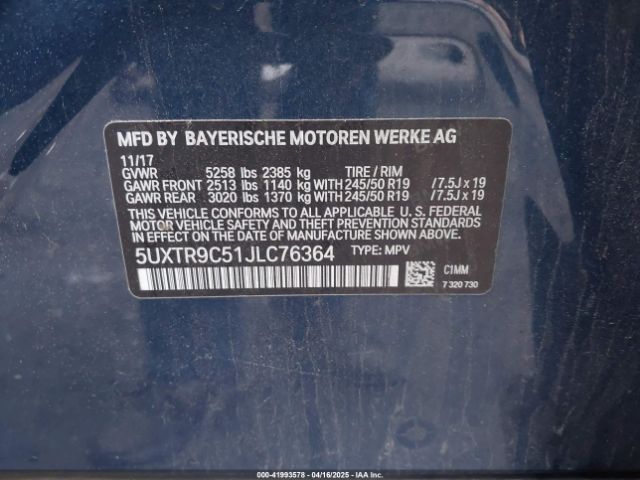 MFD BY BAYERISCHE MOTOREN WERKE AG
11/17
GVWR 5258 lbs 2385 kg TIRE / RIM
GAWR FRONT 2513 lbs 1140 kg WITH 245/50 R19 /7.5J x 19
GAWR REAR 3020 lbs 1370 kg WITH 245/50 R19 /7.5J x 19
THIS VEHICLE CONFORMS TO ALL APPLICABLE U. S. FEDERAL
MOTOR VEHICLE SAFETY AND THEFT PREVENTION
STANDARDS IN EFFECT ON THE DATE OF MANUFACTURE SHOWN ABOVE.
5UXTR9C51JLC76364 TYPE: MPV
C1MM
7 320 730
00-41993578 - 04/16/2025 - IAA Inc.